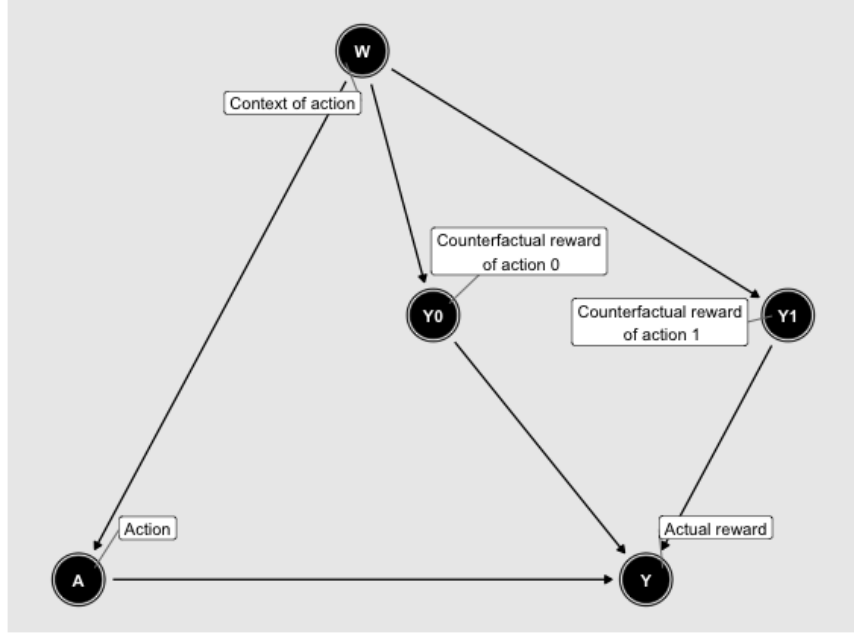 W
Context of action
Counterfactual reward
of action 0
Y0
Counterfactual reward
of action 1
Y1
Action
Actual reward
A
Y